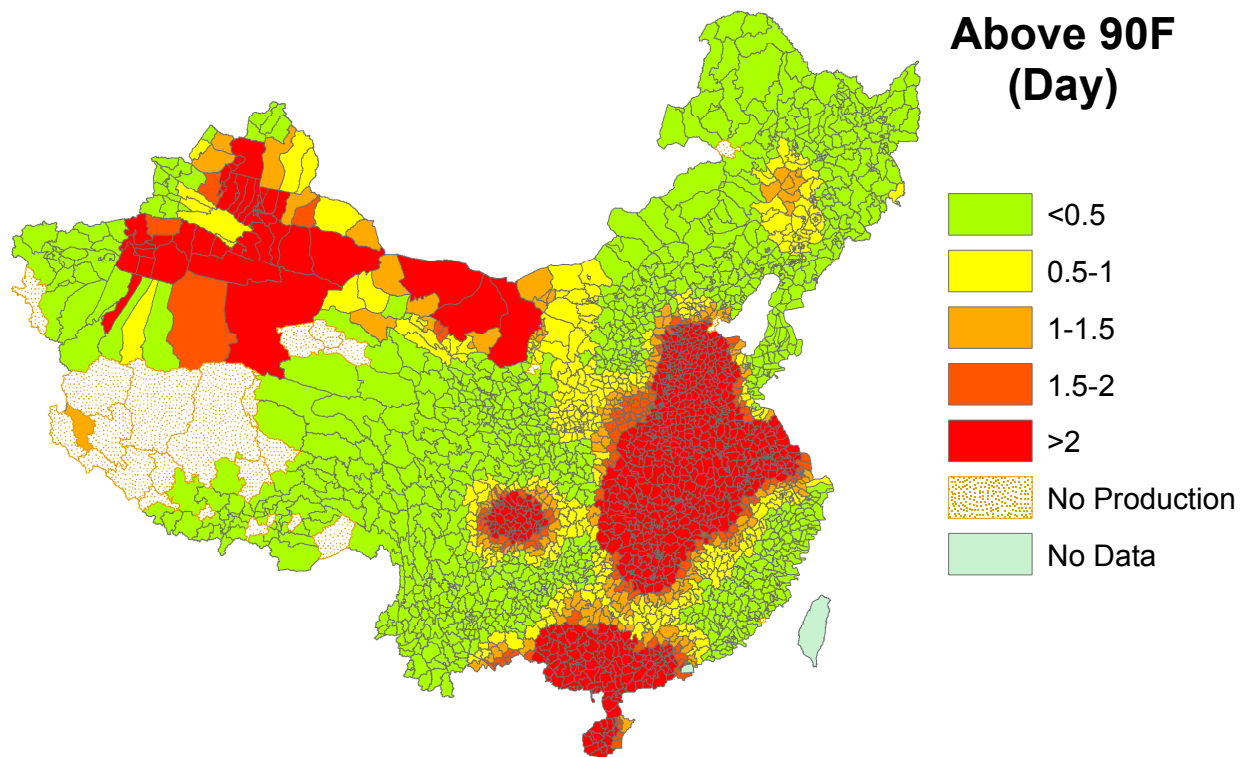 Above 90F
(Day)
<0.5
0.5-1
1-1.5
1.5-2
>2
No Production
No Data